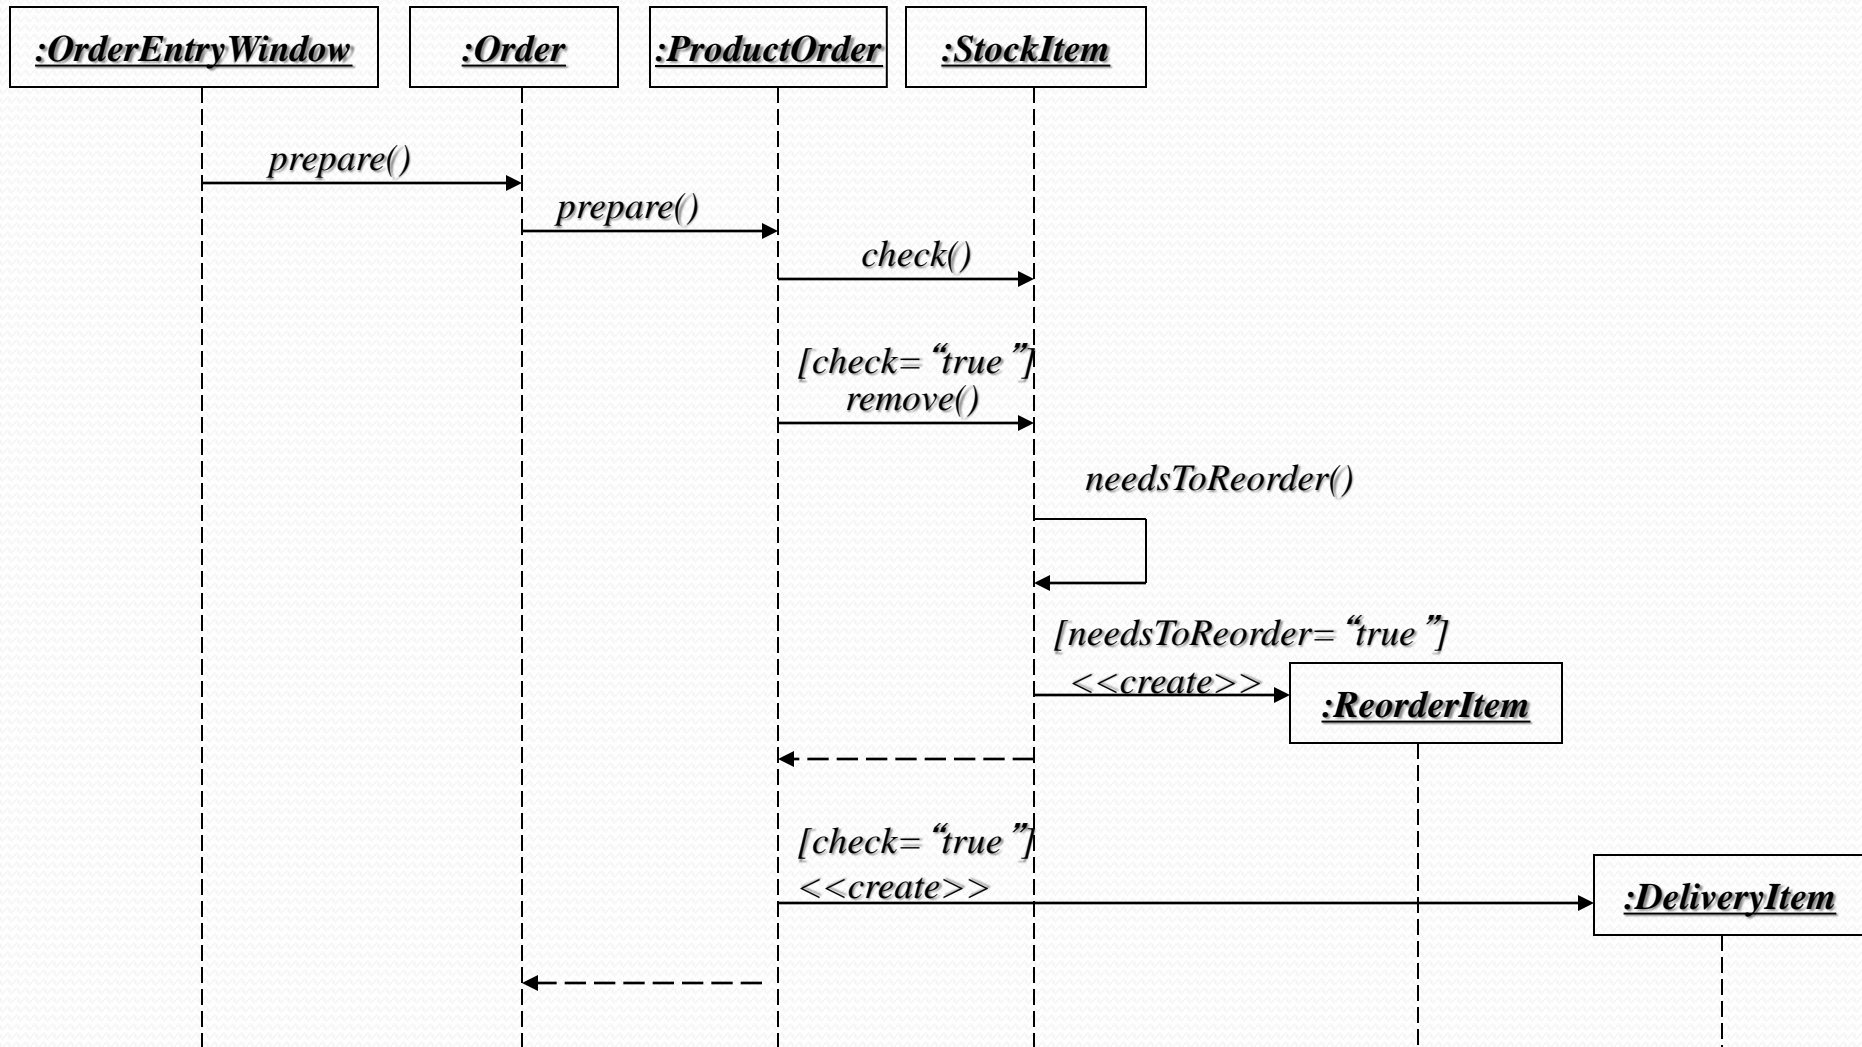 :OrderEntryWindow
:Order
:ProductOrder
:StockItem
prepare()
prepare()
check()
[check=“true”]
remove()
needsToReorder()
[needsToReorder=“true”]
<<create>>
:ReorderItem
[check=“true”]
<<create>>
:DeliveryItem